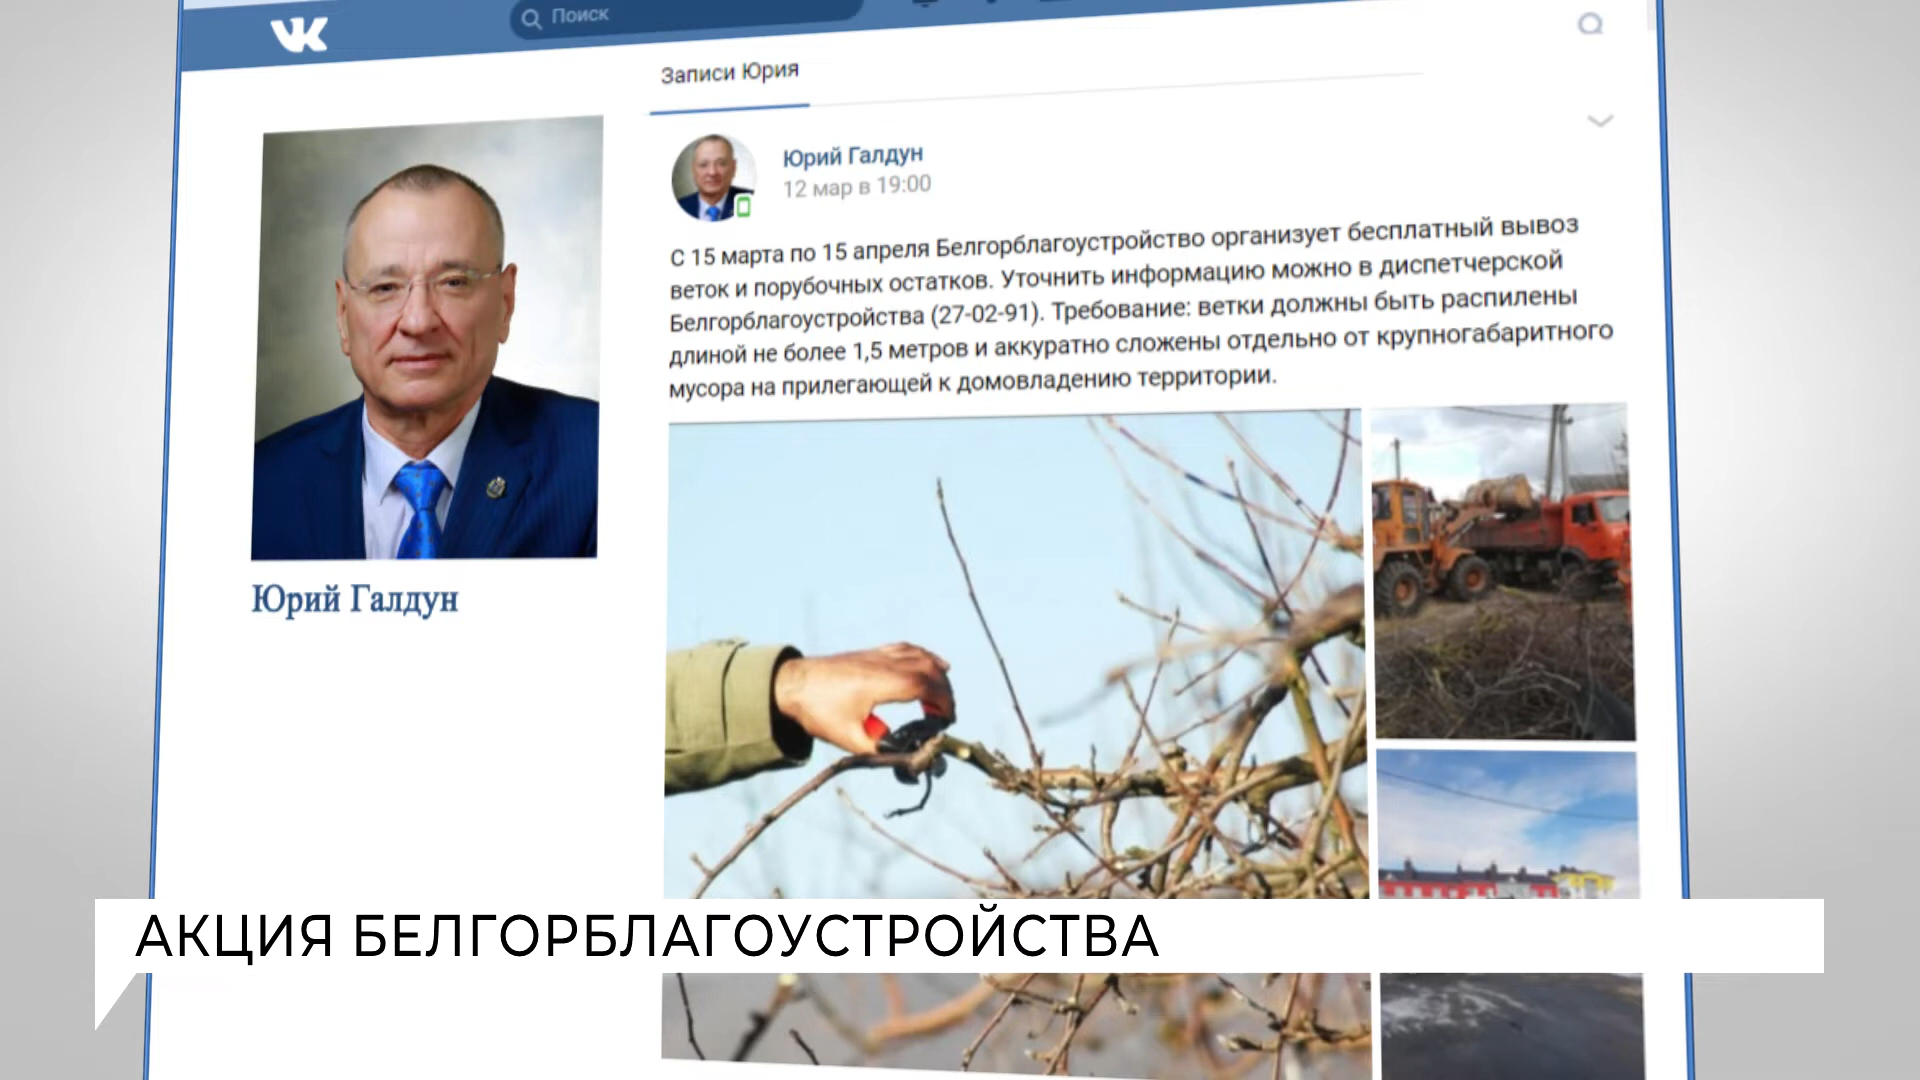 VK
Поиск
Записи Юрия
Юрий Галдун
12 мар в 19:00
С 15 марта по 15 апреля Белгорблагоустройство организует бесплатный вывоз
веток и порубочных остатков. Уточнить информацию можно в диспетчерской
Белгорблагоустройства (27-02-91). Требование: ветки должны быть распилены
длиной не более 1,5 метров и аккуратно сложены отдельно от крупногабаритного
мусора на прилегающей к домовладению территории.
Юрий Галдун
АКЦИЯ БЕЛГОРБЛАГОУСТРОЙСТВА